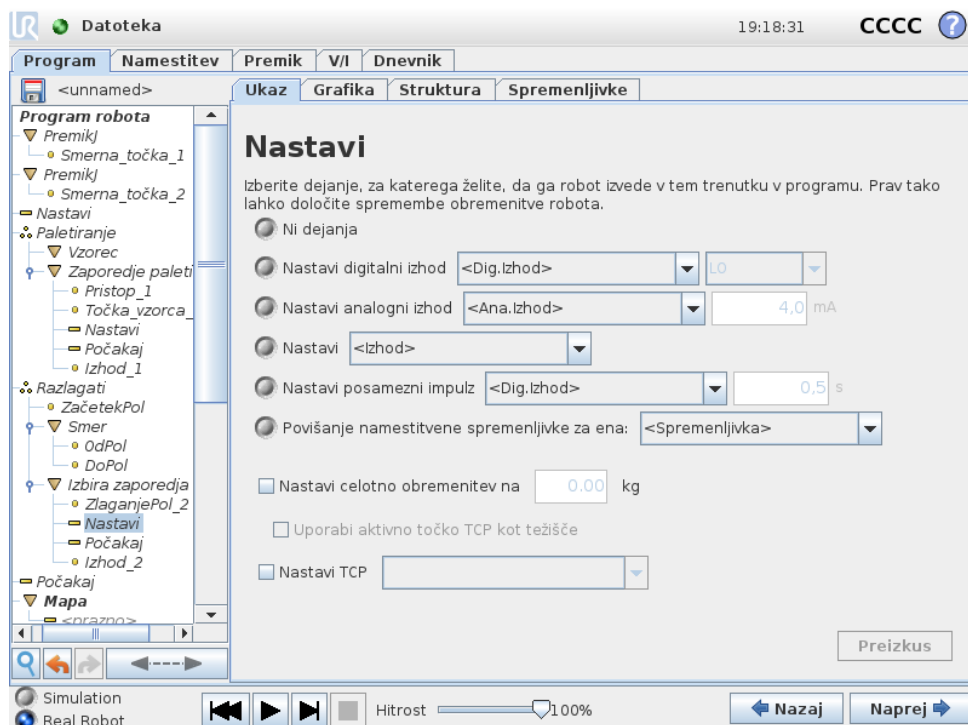 UR Datoteka 19:18:31 CCCC ?
Program Namestitev Premik V/I Dnevnik
<unnamed>
Ukaz Grafika Struktura Spremenljivke
Program robota
PremikJ
Smerna_točka_1
PremikJ
Smerna_točka_2
Nastavi
Paletiranje
Vzorec
Zaporedje paleti
Pristop_1
Točka_vzorca_
Nastavi
Počakaj
Izhod_1
Razlagati
ZačetekPol
Smer
OdPol
DoPol
Izbira zaporedja
ZlaganjePol_2
Nastavi
Počakaj
Izhod_2
Počakaj
Mapa
<prazno>
Nastavi
Izberite dejanje, za katerega želite, da ga robot izvede v tem trenutku v programu. Prav tako
lahko določite spremembe obremenitve robota.
Ni dejanja
Nastavi digitalni izhod <Dig.Izhod> LO
Nastavi analogni izhod <Ana.Izhod> 4,0 mA
Nastavi <Izhod>
Nastavi posamezni impulz <Dig.Izhod> 0,5 s
Povišanje namestitvene spremenljivke za ena: <Spremenljivka>
Nastavi celotno obremenitev na 0.00 kg
Uporabi aktivno točko TCP kot težišče
Nastavi TCP
Preizkus
Simulation
Real Robot
Hitrost 100%
Nazaj Naprej